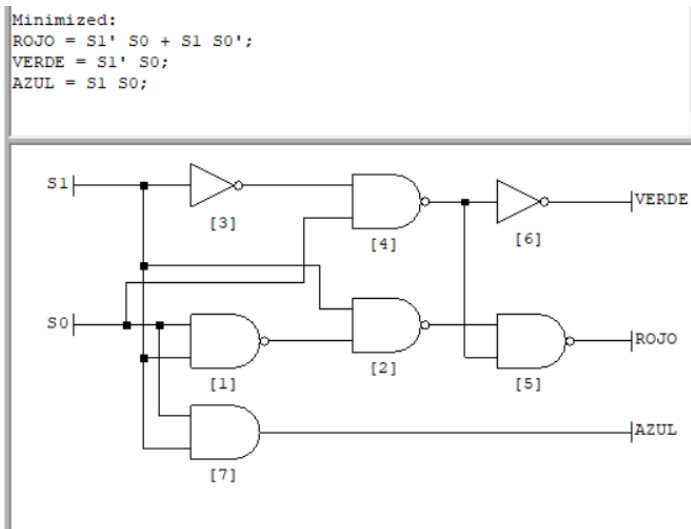 Minimized:
ROJO = S1' S0 + S1 S0';
VERDE = S1' S0;
AZUL = S1 S0;
S1
VERDE
[3]
[4]
[6]
S0
ROJO
[1]
[2]
[5]
AZUL
[7]